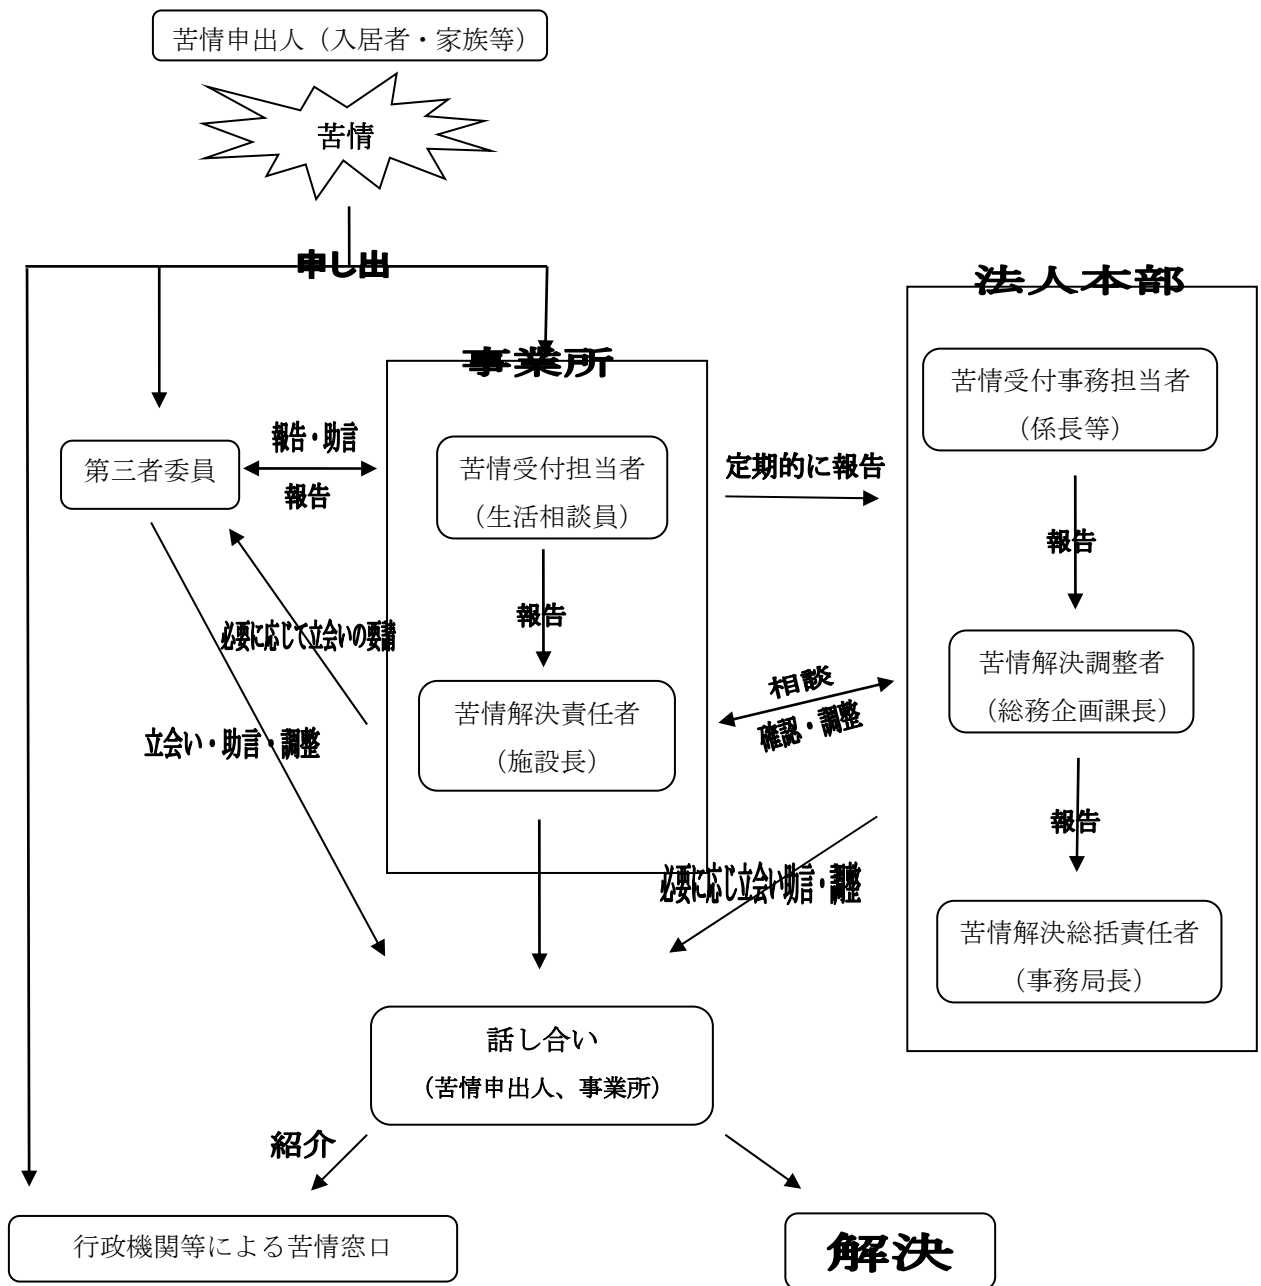 苦情申出人（入居者・家族等）
苦情
申し出
法人本部
事業所
苦情受付事務担当者
（係長等）
報告・助言
第三者委員
報告
苦情受付担当者
（生活相談員）
定期的に報告
報告
報告
必要に応じて立会いの要請
苦情解決調整者
（総務企画課長）
相談
確認・調整
苦情解決責任者
（施設長）
立会い・助言・調整
報告
必要に応じ立会い助言・調整
苦情解決総括責任者
（事務局長）
話し合い
（苦情申出人、事業所）
紹介
行政機関等による苦情窓口
解決